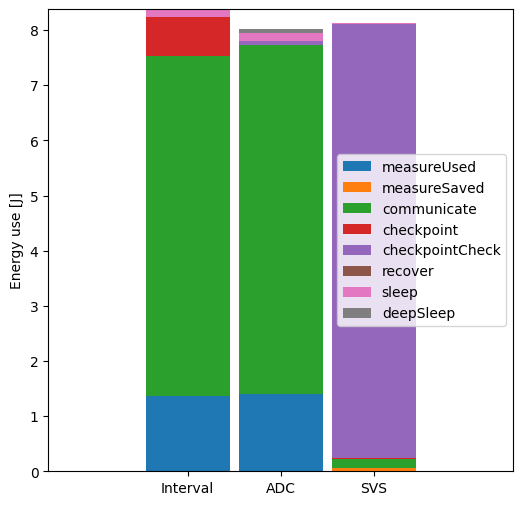 Energy use [J]
8
7
6
5
4
3
2
1
0
Interval ADC SVS
measureUsed
measureSaved
communicate
checkpoint
checkpointCheck
recover
sleep
deepSleep